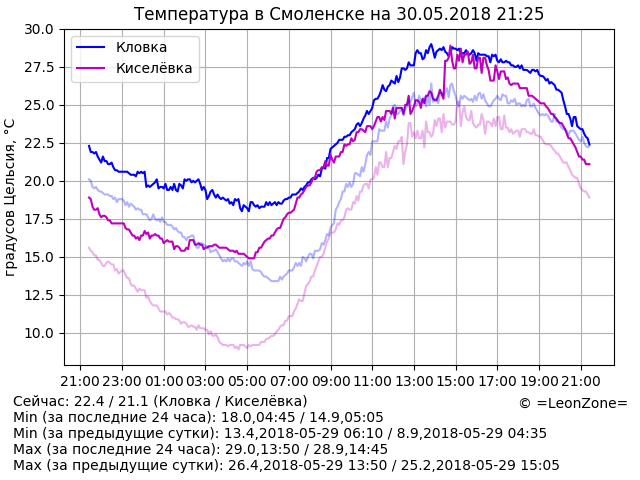 Температура в Смоленске на 30.05.2018 21:25
градусов Цельсия, °C
30.0
27.5
25.0
22.5
20.0
17.5
15.0
12.5
10.0
Кловка
Киселёвка
21:00 23:00 01:00 03:00 05:00 07:00 09:00 11:00 13:00 15:00 17:00 19:00 21:00
Сейчас: 22.4 / 21.1 (Кловка / Киселёвка)
© =LeonZone=
Min (за последние 24 часа): 18.0,04:45 / 14.9,05:05
Min (за предыдущие сутки): 13.4,2018-05-29 06:10 / 8.9,2018-05-29 04:35
Max (за последние 24 часа): 29.0,13:50 / 28.9,14:45
Max (за предыдущие сутки): 26.4,2018-05-29 13:50 / 25.2,2018-05-29 15:05